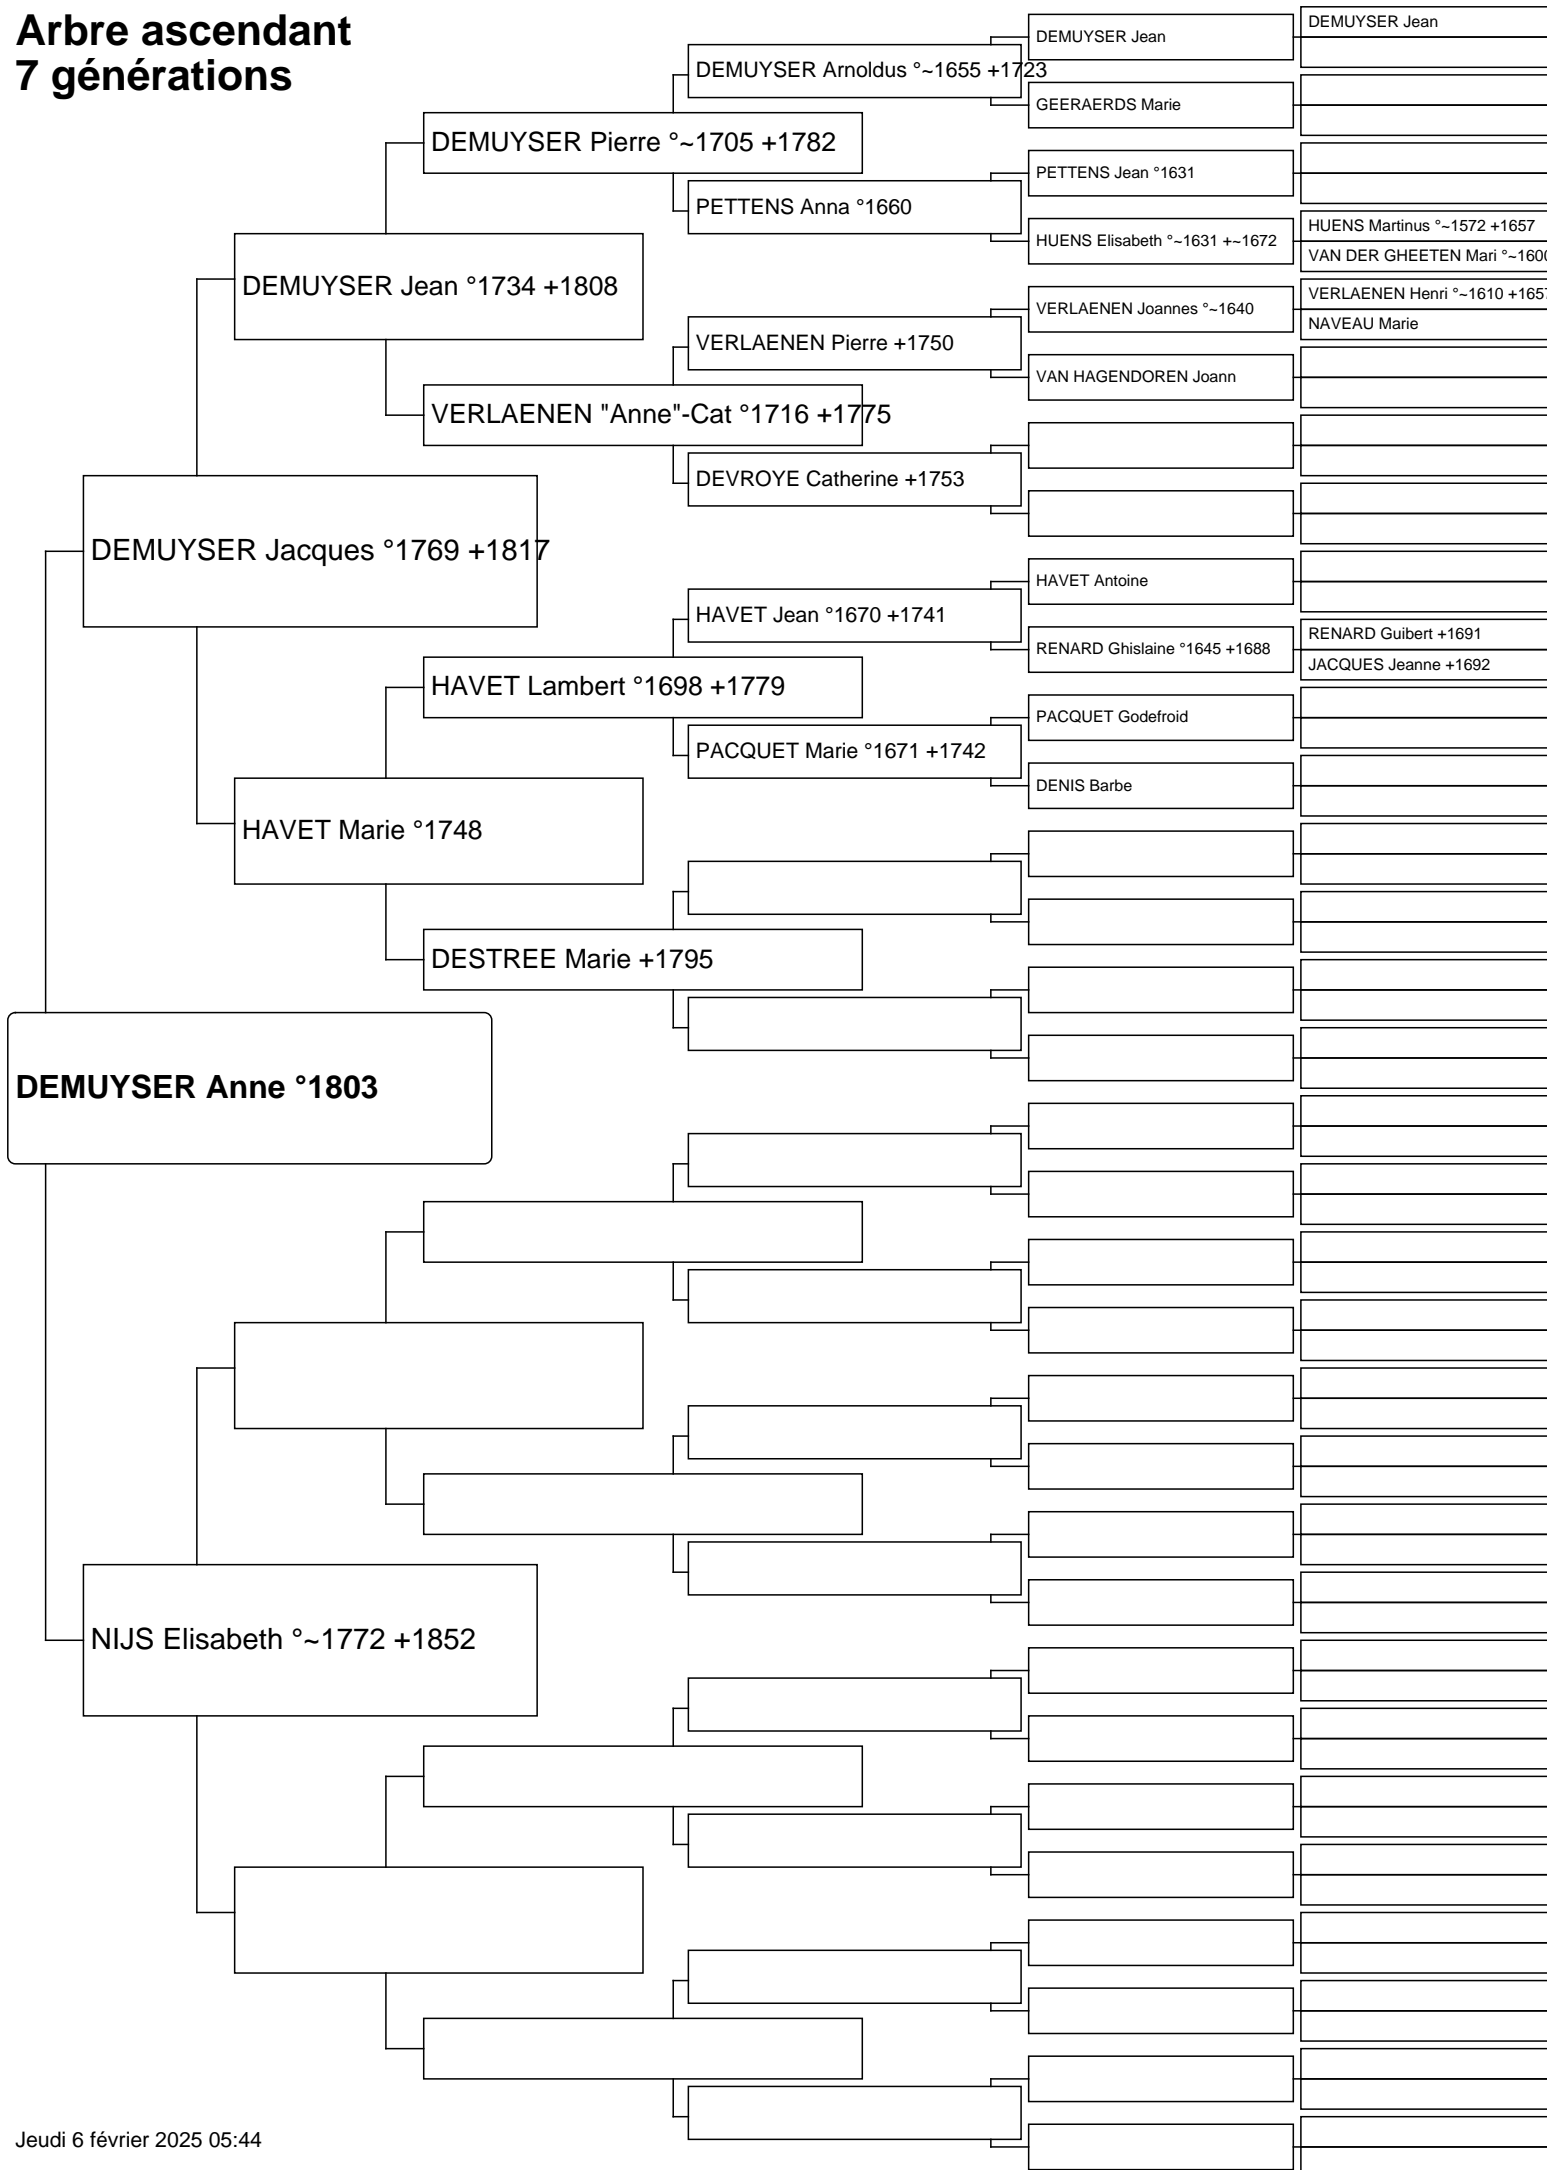 Arbre ascendant
7 générations
DEMUYSER Jean
DEMUYSER Jean
DEMUYSER Arnoldus °~1655 +1723
GEERAERDS Marie
DEMUYSER Pierre °~1705 +1782
PETTENS Jean °1631
PETTENS Anna °1660
HUENS Martinus °~1572 +1657
HUENS Elisabeth °~1631 +~1672
VAN DER GHEETEN Mari °~1600
DEMUYSER Jean °1734 +1808
VERLAENEN Henri °~1610 +1657
VERLAENEN Joannes °~1640
NAVEAU Marie
VERLAENEN Pierre +1750
VAN HAGENDOREN Joann
VERLAENEN "Anne"-Cat °1716 +1775
DEVROYE Catherine +1753
DEMUYSER Jacques °1769 +1817
HAVET Antoine
HAVET Jean °1670 +1741
RENARD Guibert +1691
RENARD Ghislaine °1645 +1688
JACQUES Jeanne +1692
HAVET Lambert °1698 +1779
PACQUET Godefroid
PACQUET Marie °1671 +1742
DENIS Barbe
HAVET Marie °1748
DESTREE Marie +1795
DEMUYSER Anne °1803
NIJS Elisabeth °~1772 +1852
Jeudi 6 février 2025 05:44